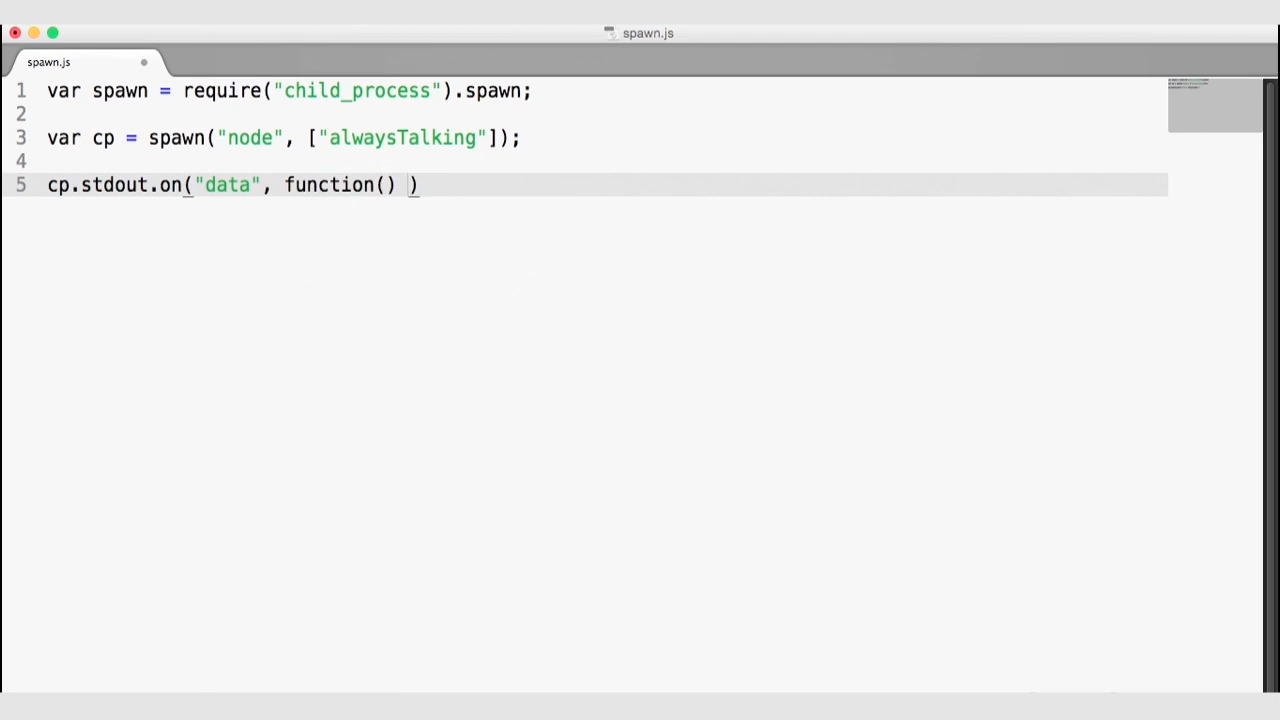 spawn.js
spawn.js
1 var spawn = require("child_process").spawn;
2
3 var cp = spawn("node", ["alwaysTalking"]);
4
5 cp.stdout.on("data", function() )